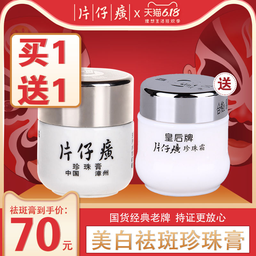 片仔癀 × 天猫618
理想生活狂欢季
买1
送1
送
片仔癀
珍珠膏
中国 漳州
皇后牌
片仔癀珍珠霜
祛斑膏到手价:
70元
国货经典老牌 持证更放心
美白祛斑珍珠膏